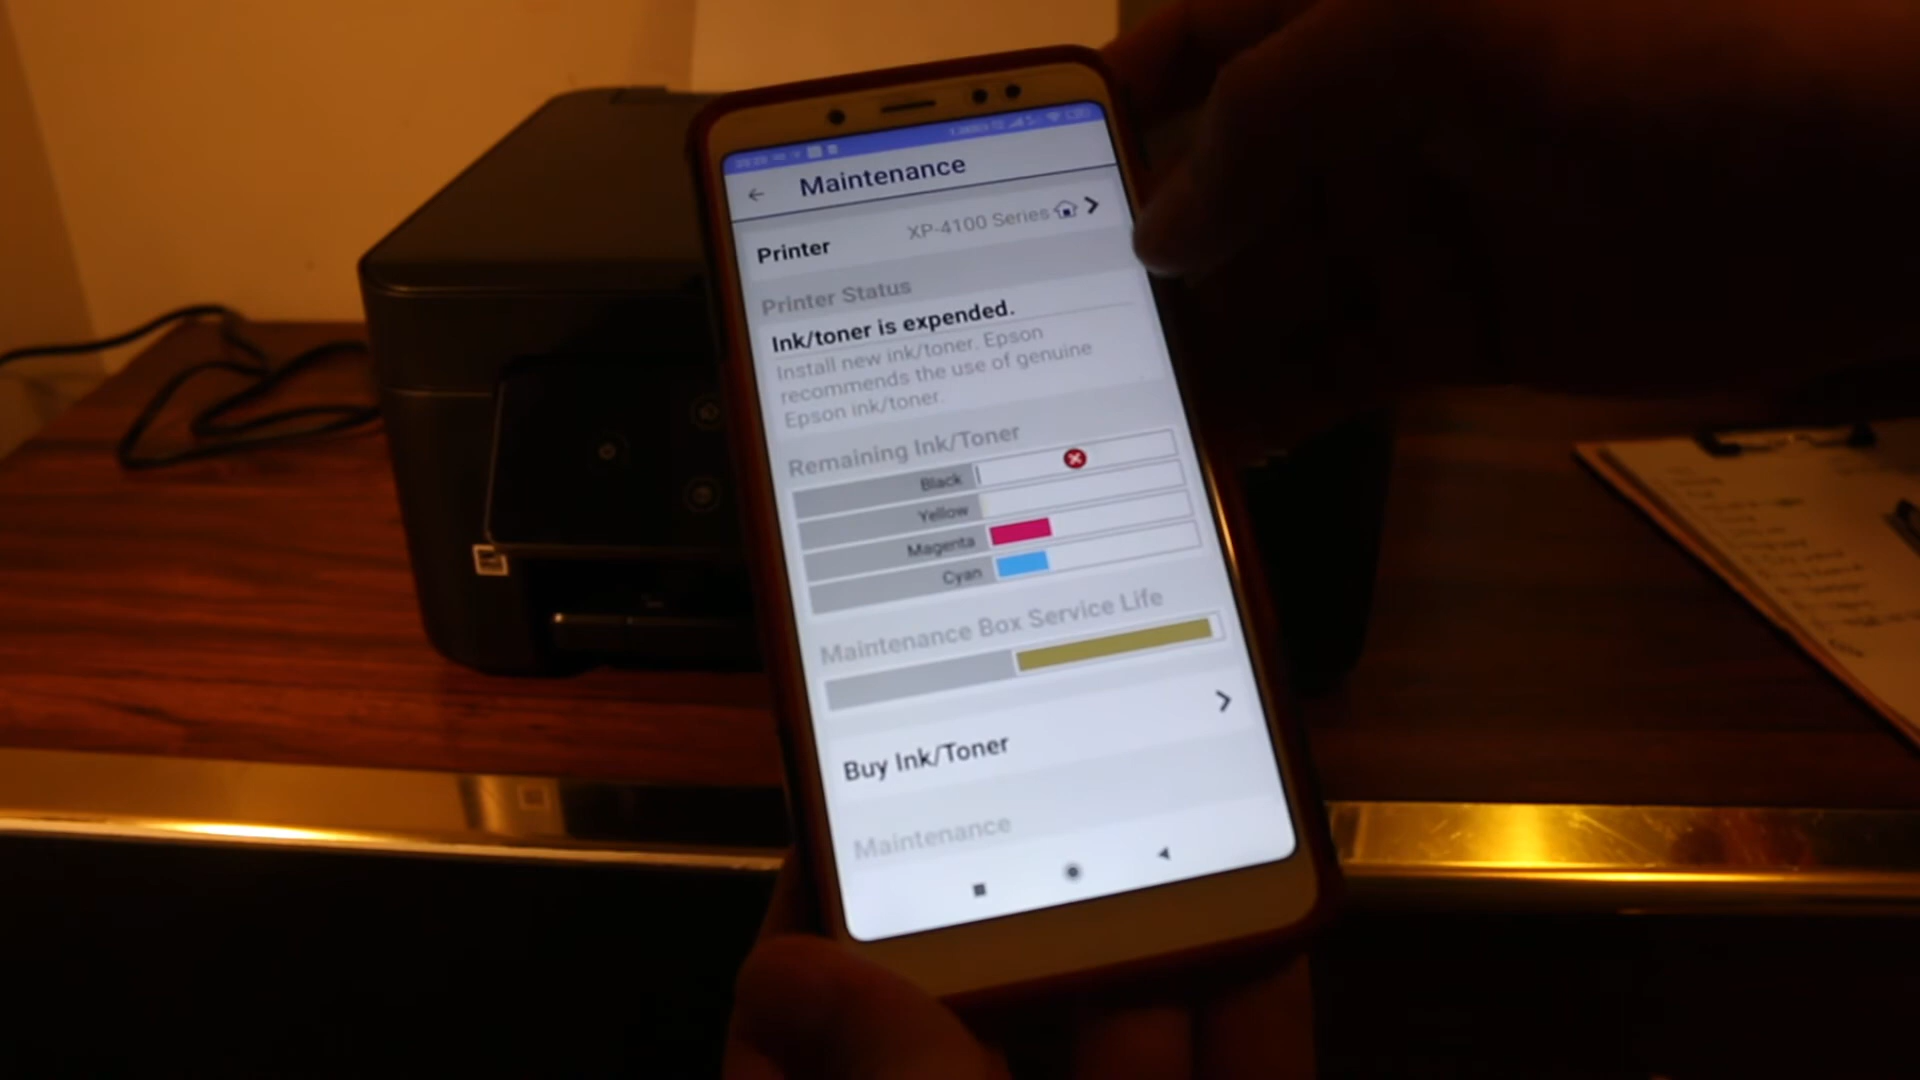 Maintenance
Printer
XP-4100 Series
Printer Status
Ink/toner is expended.
Install new ink/toner. Epson
recommends the use of genuine
Epson ink/toner.
Remaining Ink/Toner
Black
Yellow
Magenta
Cyan
Maintenance Box Service Life
Buy Ink/Toner
Maintenance